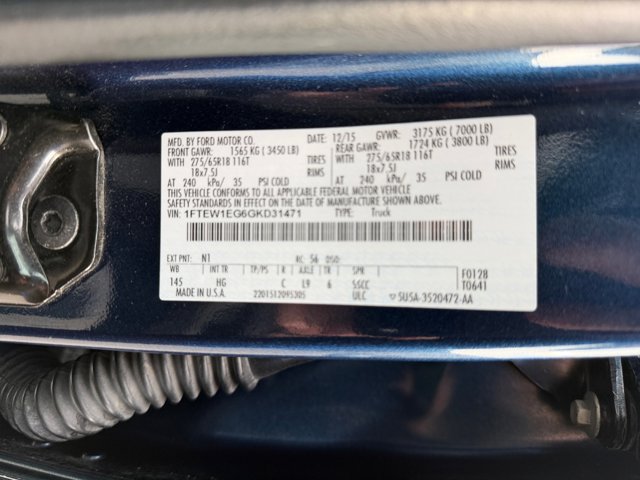 MFD. BY FORD MOTOR CO. DATE: 12/15 GVWR: 3175 KG ( 7000 LB)
FRONT GAWR: 1565 KG ( 3450 LB) REAR GAWR: 1724 KG ( 3800 LB)
WITH 275/65R18 116T TIRES WITH 275/65R18 116T TIRES
18x7.5J RIMS 18x7.5J RIMS
AT 240 kPa/ 35 PSI COLD AT 240 kPa/ 35 PSI COLD
THIS VEHICLE CONFORMS TO ALL APPLICABLE FEDERAL MOTOR VEHICLE
SAFETY STANDARDS IN EFFECT ON THE DATE OF MANUFACTURE SHOWN ABOVE.
VIN: 1FTEW1EG6GKD31471 TYPE: Truck
EXT PNT: N1 RC: 56 DSO:
WB INT TR TP/PS R AXLE TR SPR F0128
145 HG C L9 6 5SCC T0641
MADE IN U.S.A. 2201512095305 ULC 5U5A-3520472-AA